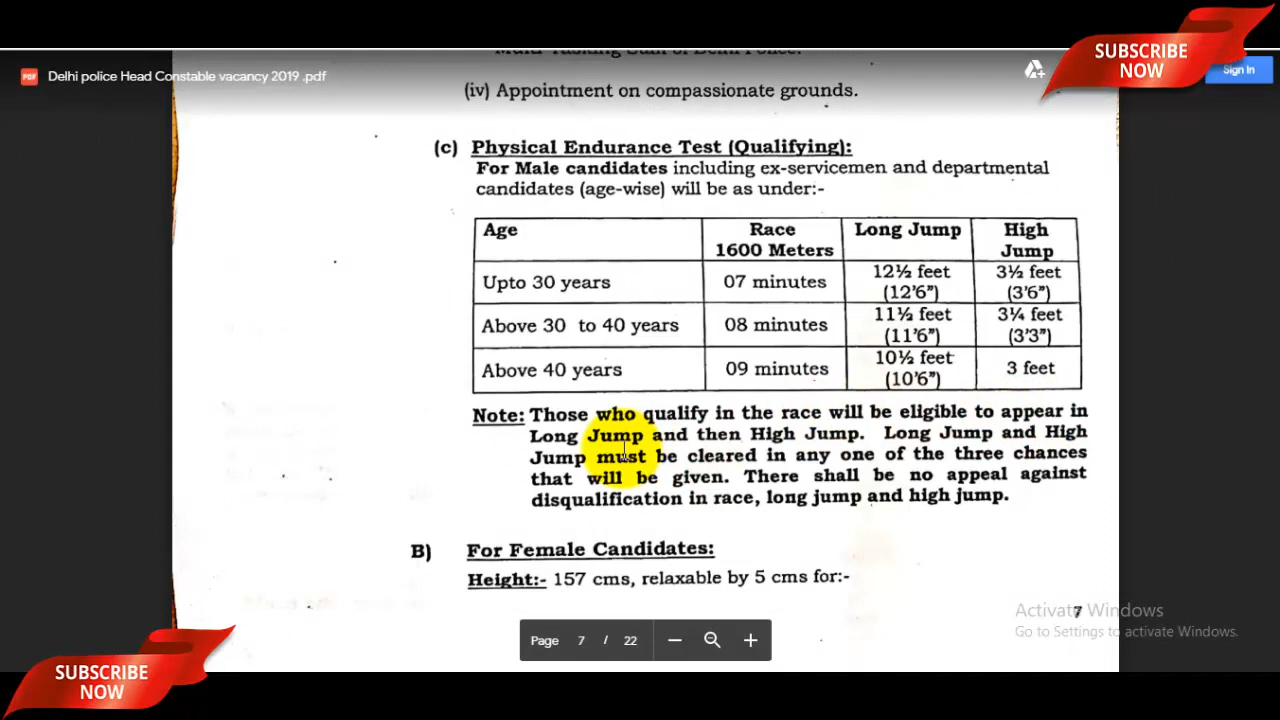 SUBSCRIBE
NOW
Delhi police Head Constable vacancy 2019 .pdf
Sign In
Multi-Tasking Staff of Delhi Police.
(iv) Appointment on compassionate grounds.
(c) Physical Endurance Test (Qualifying):
For Male candidates including ex-servicemen and departmental
candidates (age-wise) will be as under:-
Age Race Long Jump High
1600 Meters Jump
Upto 30 years 07 minutes 12½ feet 3½ feet
(12'6") (3'6")
Above 30 to 40 years 08 minutes 11½ feet 3¼ feet
(11'6") (3'3")
Above 40 years 09 minutes 10½ feet 3 feet
(10'6")
Note: Those who qualify in the race will be eligible to appear in
Long Jump and then High Jump. Long Jump and High
Jump must be cleared in any one of the three chances
that will be given. There shall be no appeal against
disqualification in race, long jump and high jump.
B) For Female Candidates:
Height:- 157 cms, relaxable by 5 cms for:-
7
Activate Windows
Go to Settings to activate Windows.
Page 7 / 22
SUBSCRIBE
NOW